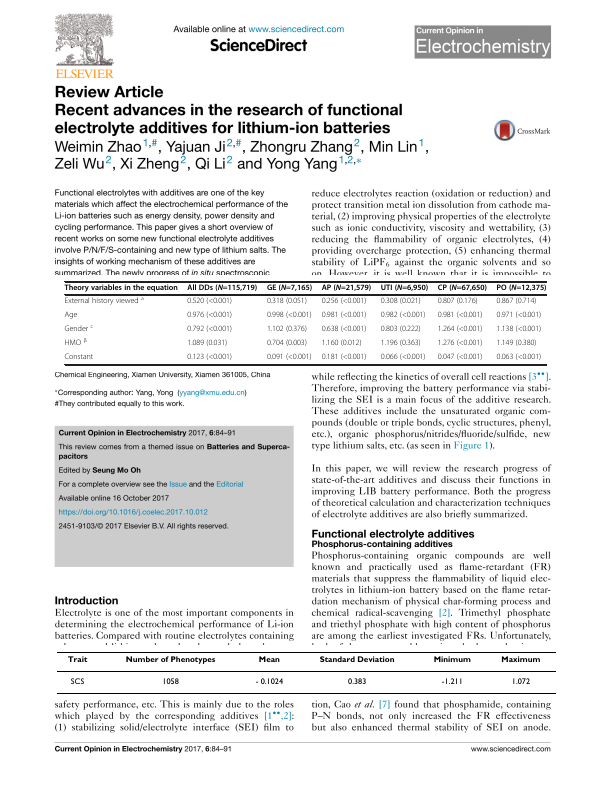 Available online at www.sciencedirect.com
ScienceDirect
Current Opinion in
Electrochemistry
ELSEVIER
Review Article
Recent advances in the research of functional
electrolyte additives for lithium-ion batteries
Weimin Zhao1,#, Yajuan Ji2,#, Zhongru Zhang2, Min Lin1,
Zeli Wu2, Xi Zheng2, Qi Li2 and Yong Yang1,2,*
CrossMark
Functional electrolytes with additives are one of the key
materials which affect the electrochemical performance of the
Li-ion batteries such as energy density, power density and
cycling performance. This paper gives a short overview of
recent works on some new functional electrolyte additives
involve P/N/F/S-containing and new type of lithium salts. The
insights of working mechanism of these additives are
summarized. The newly progress of in situ spectroscopic
reduce electrolytes reaction (oxidation or reduction) and
protect transition metal ion dissolution from cathode ma-
terial, (2) improving physical properties of the electrolyte
such as ionic conductivity, viscosity and wettability, (3)
reducing the flammability of organic electrolytes, (4)
providing overcharge protection, (5) enhancing thermal
stability of LiPF6 against the organic solvents and so
on. However, it is well known that it is impossible to
Theory variables in the equation All DDs (N=115,719) GE (N=7,165) AP (N=21,579) UTI (N=6,950) CP (N=67,650) PO (N=12,375)
External history viewed A 0.520 (<0.001) 0.318 (0.051) 0.256 (<0.001) 0.308 (0.021) 0.807 (0.176) 0.867 (0.714)
Age 0.976 (<0.001) 0.998 (<0.001) 0.981 (<0.001) 0.982 (<0.001) 0.981 (<0.001) 0.971 (<0.001)
Gender c 0.792 (<0.001) 1.102 (0.376) 0.638 (<0.001) 0.803 (0.222) 1.264 (<0.001) 1.138 (<0.001)
HMO β 1.089 (0.031) 0.704 (0.003) 1.160 (0.012) 1.196 (0.363) 1.276 (<0.001) 1.149 (0.380)
Constant 0.123 (<0.001) 0.091 (<0.001) 0.181 (<0.001) 0.066 (<0.001) 0.047 (<0.001) 0.063 (<0.001)
Chemical Engineering, Xiamen University, Xiamen 361005, China
*Corresponding author: Yang, Yong (yyang@xmu.edu.cn)
#They contributed equally to this work.
Current Opinion in Electrochemistry 2017, 6:84–91
This review comes from a themed issue on Batteries and Superca-
pacitors
Edited by Seung Mo Oh
For a complete overview see the Issue and the Editorial
Available online 16 October 2017
https://doi.org/10.1016/j.coelec.2017.10.012
2451-9103/© 2017 Elsevier B.V. All rights reserved.
Introduction
Electrolyte is one of the most important components in
determining the electrochemical performance of Li-ion
batteries. Compared with routine electrolytes containing
while reflecting the kinetics of overall cell reactions [3••].
Therefore, improving the battery performance via stabi-
lizing the SEI is a main focus of the additive research.
These additives include the unsaturated organic com-
pounds (double or triple bonds, cyclic structures, phenyl,
etc.), organic phosphorus/nitrides/fluoride/sulfide, new
type lithium salts, etc. (as seen in Figure 1).
In this paper, we will review the research progress of
state-of-the-art additives and discuss their functions in
improving LIB battery performance. Both the progress
of theoretical calculation and characterization techniques
of electrolyte additives are also briefly summarized.
Functional electrolyte additives
Phosphorus-containing additives
Phosphorus-containing organic compounds are well
known and practically used as flame-retardant (FR)
materials that suppress the flammability of liquid elec-
trolytes in lithium-ion battery based on the flame retar-
dation mechanism of physical char-forming process and
chemical radical-scavenging [2]. Trimethyl phosphate
and triethyl phosphate with high content of phosphorus
are among the earliest investigated FRs. Unfortunately,
Trait Number of Phenotypes Mean Standard Deviation Minimum Maximum
SCS 1058 - 0.1024 0.383 -1.211 1.072
safety performance, etc. This is mainly due to the roles
which played by the corresponding additives [1••,2]:
(1) stabilizing solid/electrolyte interface (SEI) film to
tion, Cao et al. [7] found that phosphamide, containing
P–N bonds, not only increased the FR effectiveness
but also enhanced thermal stability of SEI on anode.
Current Opinion in Electrochemistry 2017, 6:84–91
www.sciencedirect.com